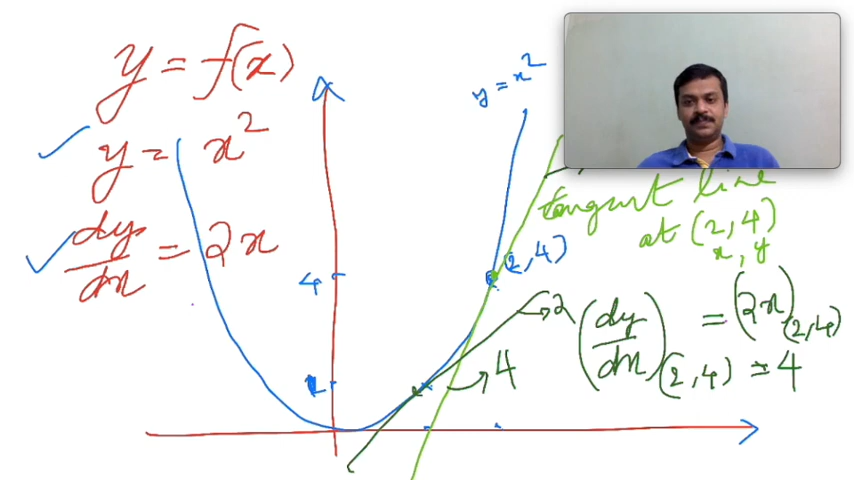 y = f(x)
y = x²
y = x²
dy/dx = 2x
tangent line
at (2,4)
x, y
(2,4)
4
1
2
4
(dy/dx)(2,4) = (2x)(2,4)
= 4